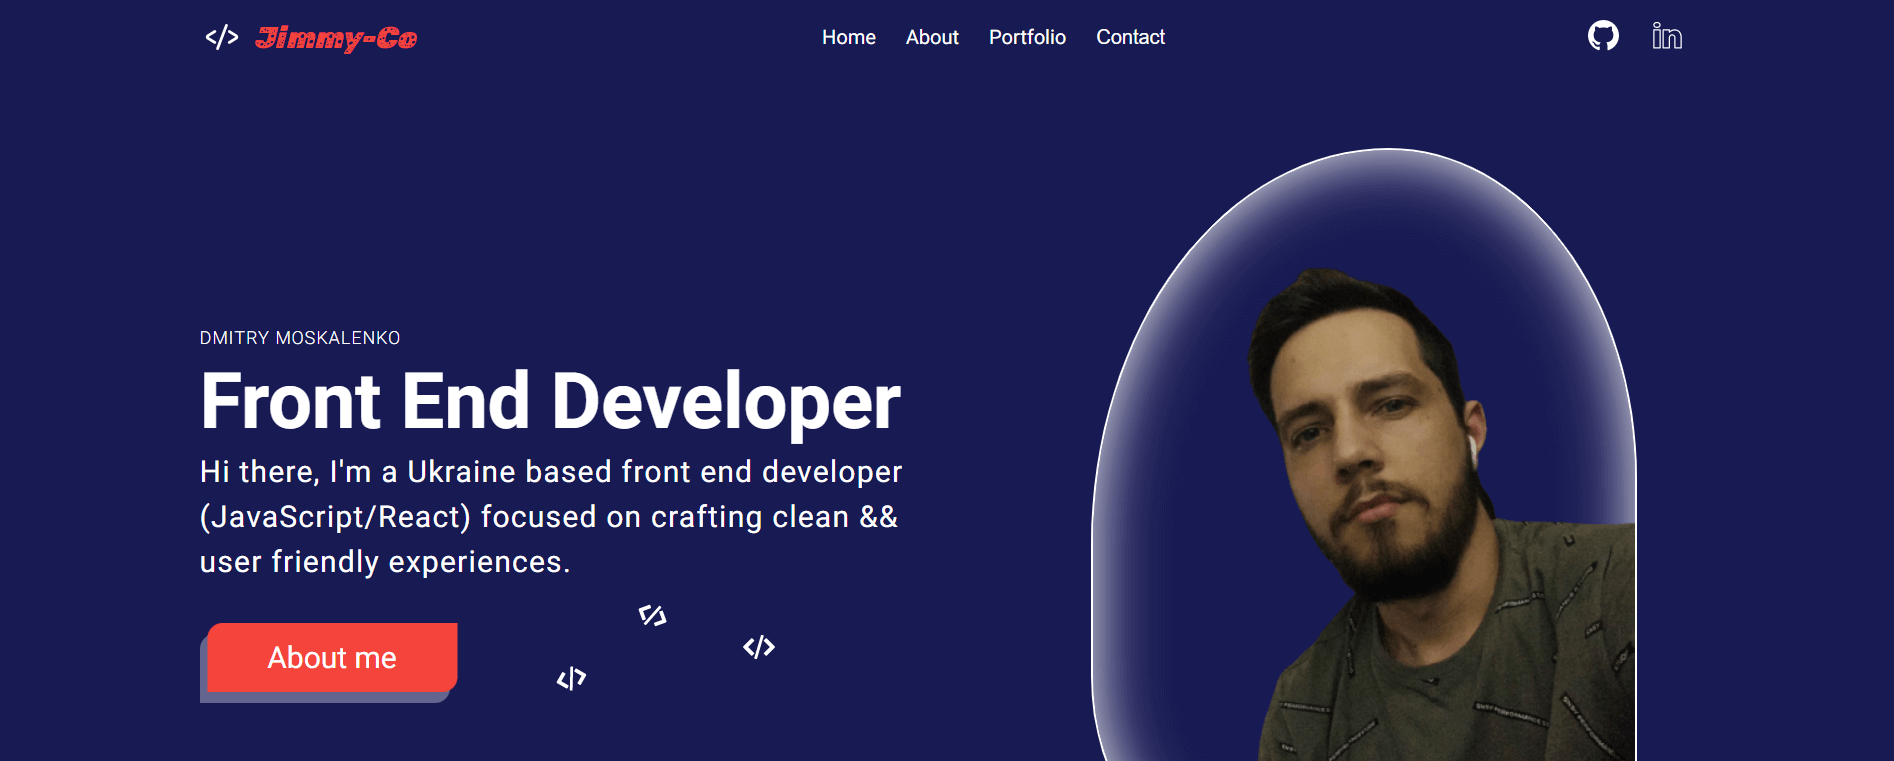 </> Jimmy-Co
Home About Portfolio Contact
in
DMITRY MOSKALENKO
Front End Developer
Hi there, I'm a Ukraine based front end developer
(JavaScript/React) focused on crafting clean &&
user friendly experiences.
About me